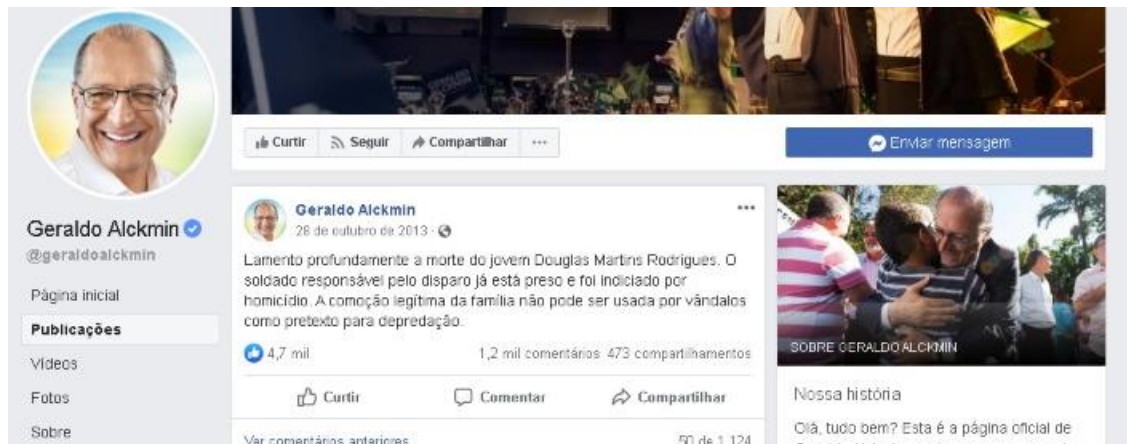 Curtir
Seguir
Compartilhar
Enviar mensagem
Geraldo Alckmin
@geraldoalckmin
Página inicial
Publicações
Vídeos
Fotos
Sobre
Geraldo Alckmin
28 de outubro de 2013
Lamento profundamente a morte do jovem Douglas Martins Rodrigues. O
soldado responsável pelo disparo já está preso e foi indiciado por
homicídio. A comoção legítima da família não pode ser usada por vândalos
como pretexto para depredação.
4,7 mil
1,2 mil comentários 473 compartilhamentos
Curtir
Comentar
Compartilhar
Ver comentários anteriores
50 de 1.124
SOBRE GERALDO ALCKMIN
Nossa história
Olá, tudo bem? Esta é a página oficial de